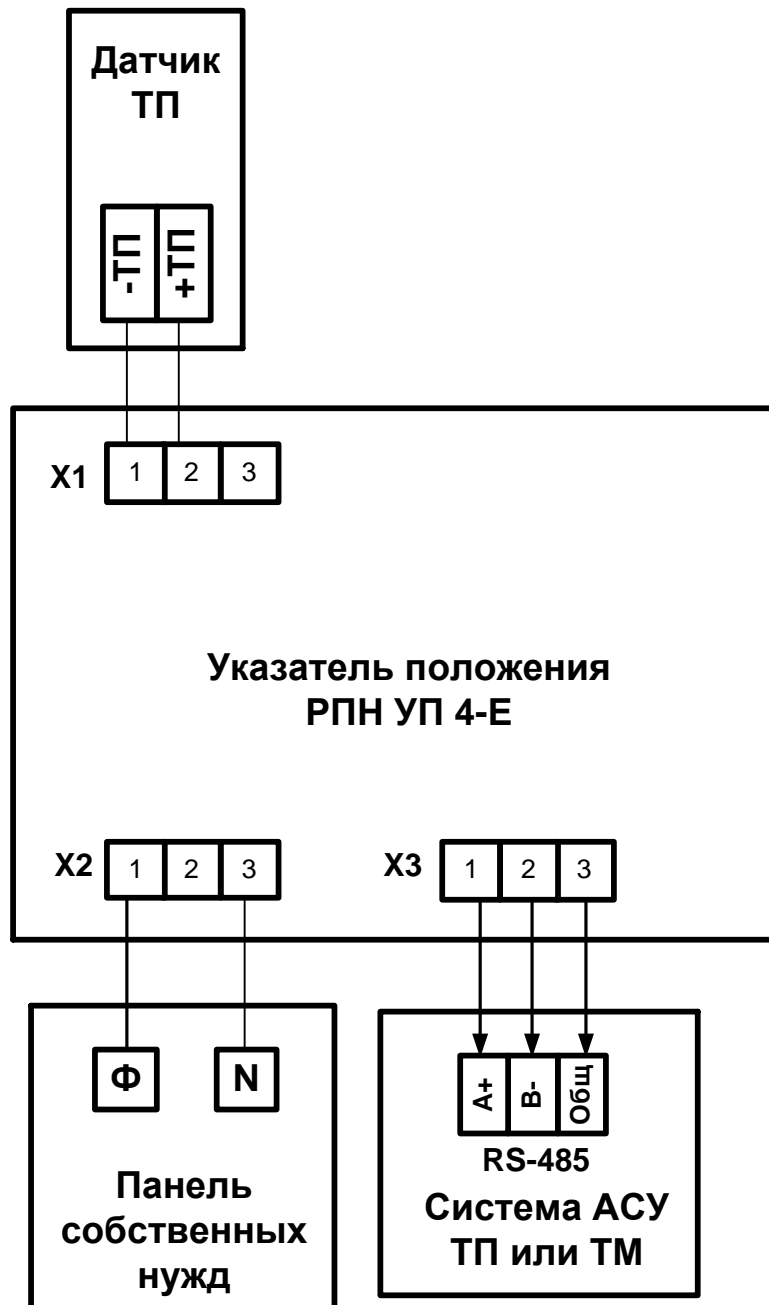 Датчик
ТП
-ТП +ТП
X1 1 2 3
Указатель положения
РПН УП 4-Е
X2 1 2 3
X3 1 2 3
Ф N
A+ B- Общ
RS-485
Панель
собственных
нужд
Система АСУ
ТП или ТМ